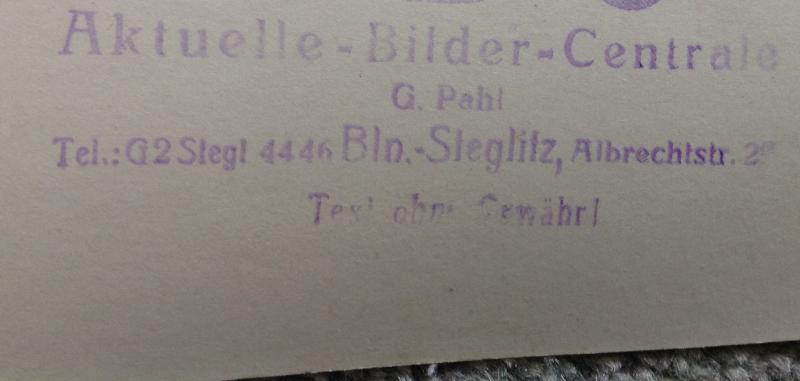 Aktuelle-Bilder-Centrale
G. Pahl
Tel.: G2 Stegl 4446 Bln.-Steglitz, Albrechtstr.
Text ohne Gewähr!